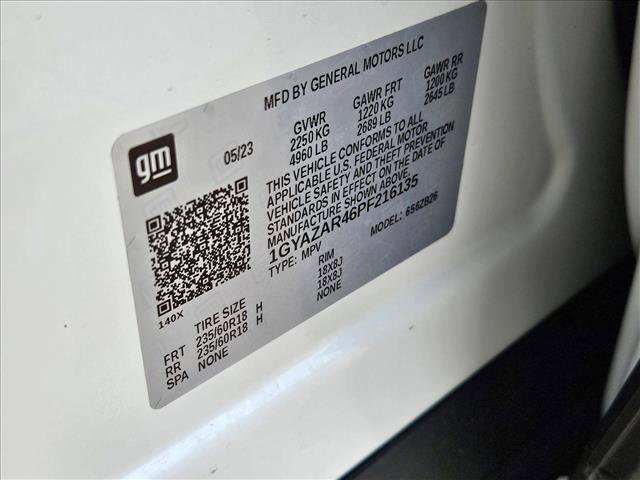 MFD BY GENERAL MOTORS LLC
gm
05/23
GVWR GAWR FRT GAWR RR
2250 KG 1220 KG 1200 KG
4960 LB 2689 LB 2645 LB
THIS VEHICLE CONFORMS TO ALL
APPLICABLE U.S. FEDERAL MOTOR
VEHICLE SAFETY AND THEFT PREVENTION
STANDARDS IN EFFECT ON THE DATE OF
MANUFACTURE SHOWN ABOVE.
1GYAZAR46PF216135
TYPE: MPV MODEL: 6562B26
140X
TIRE SIZE RIM
FRT 235/60R18 H 18X8J
RR 235/60R18 H 18X8J
SPA NONE NONE